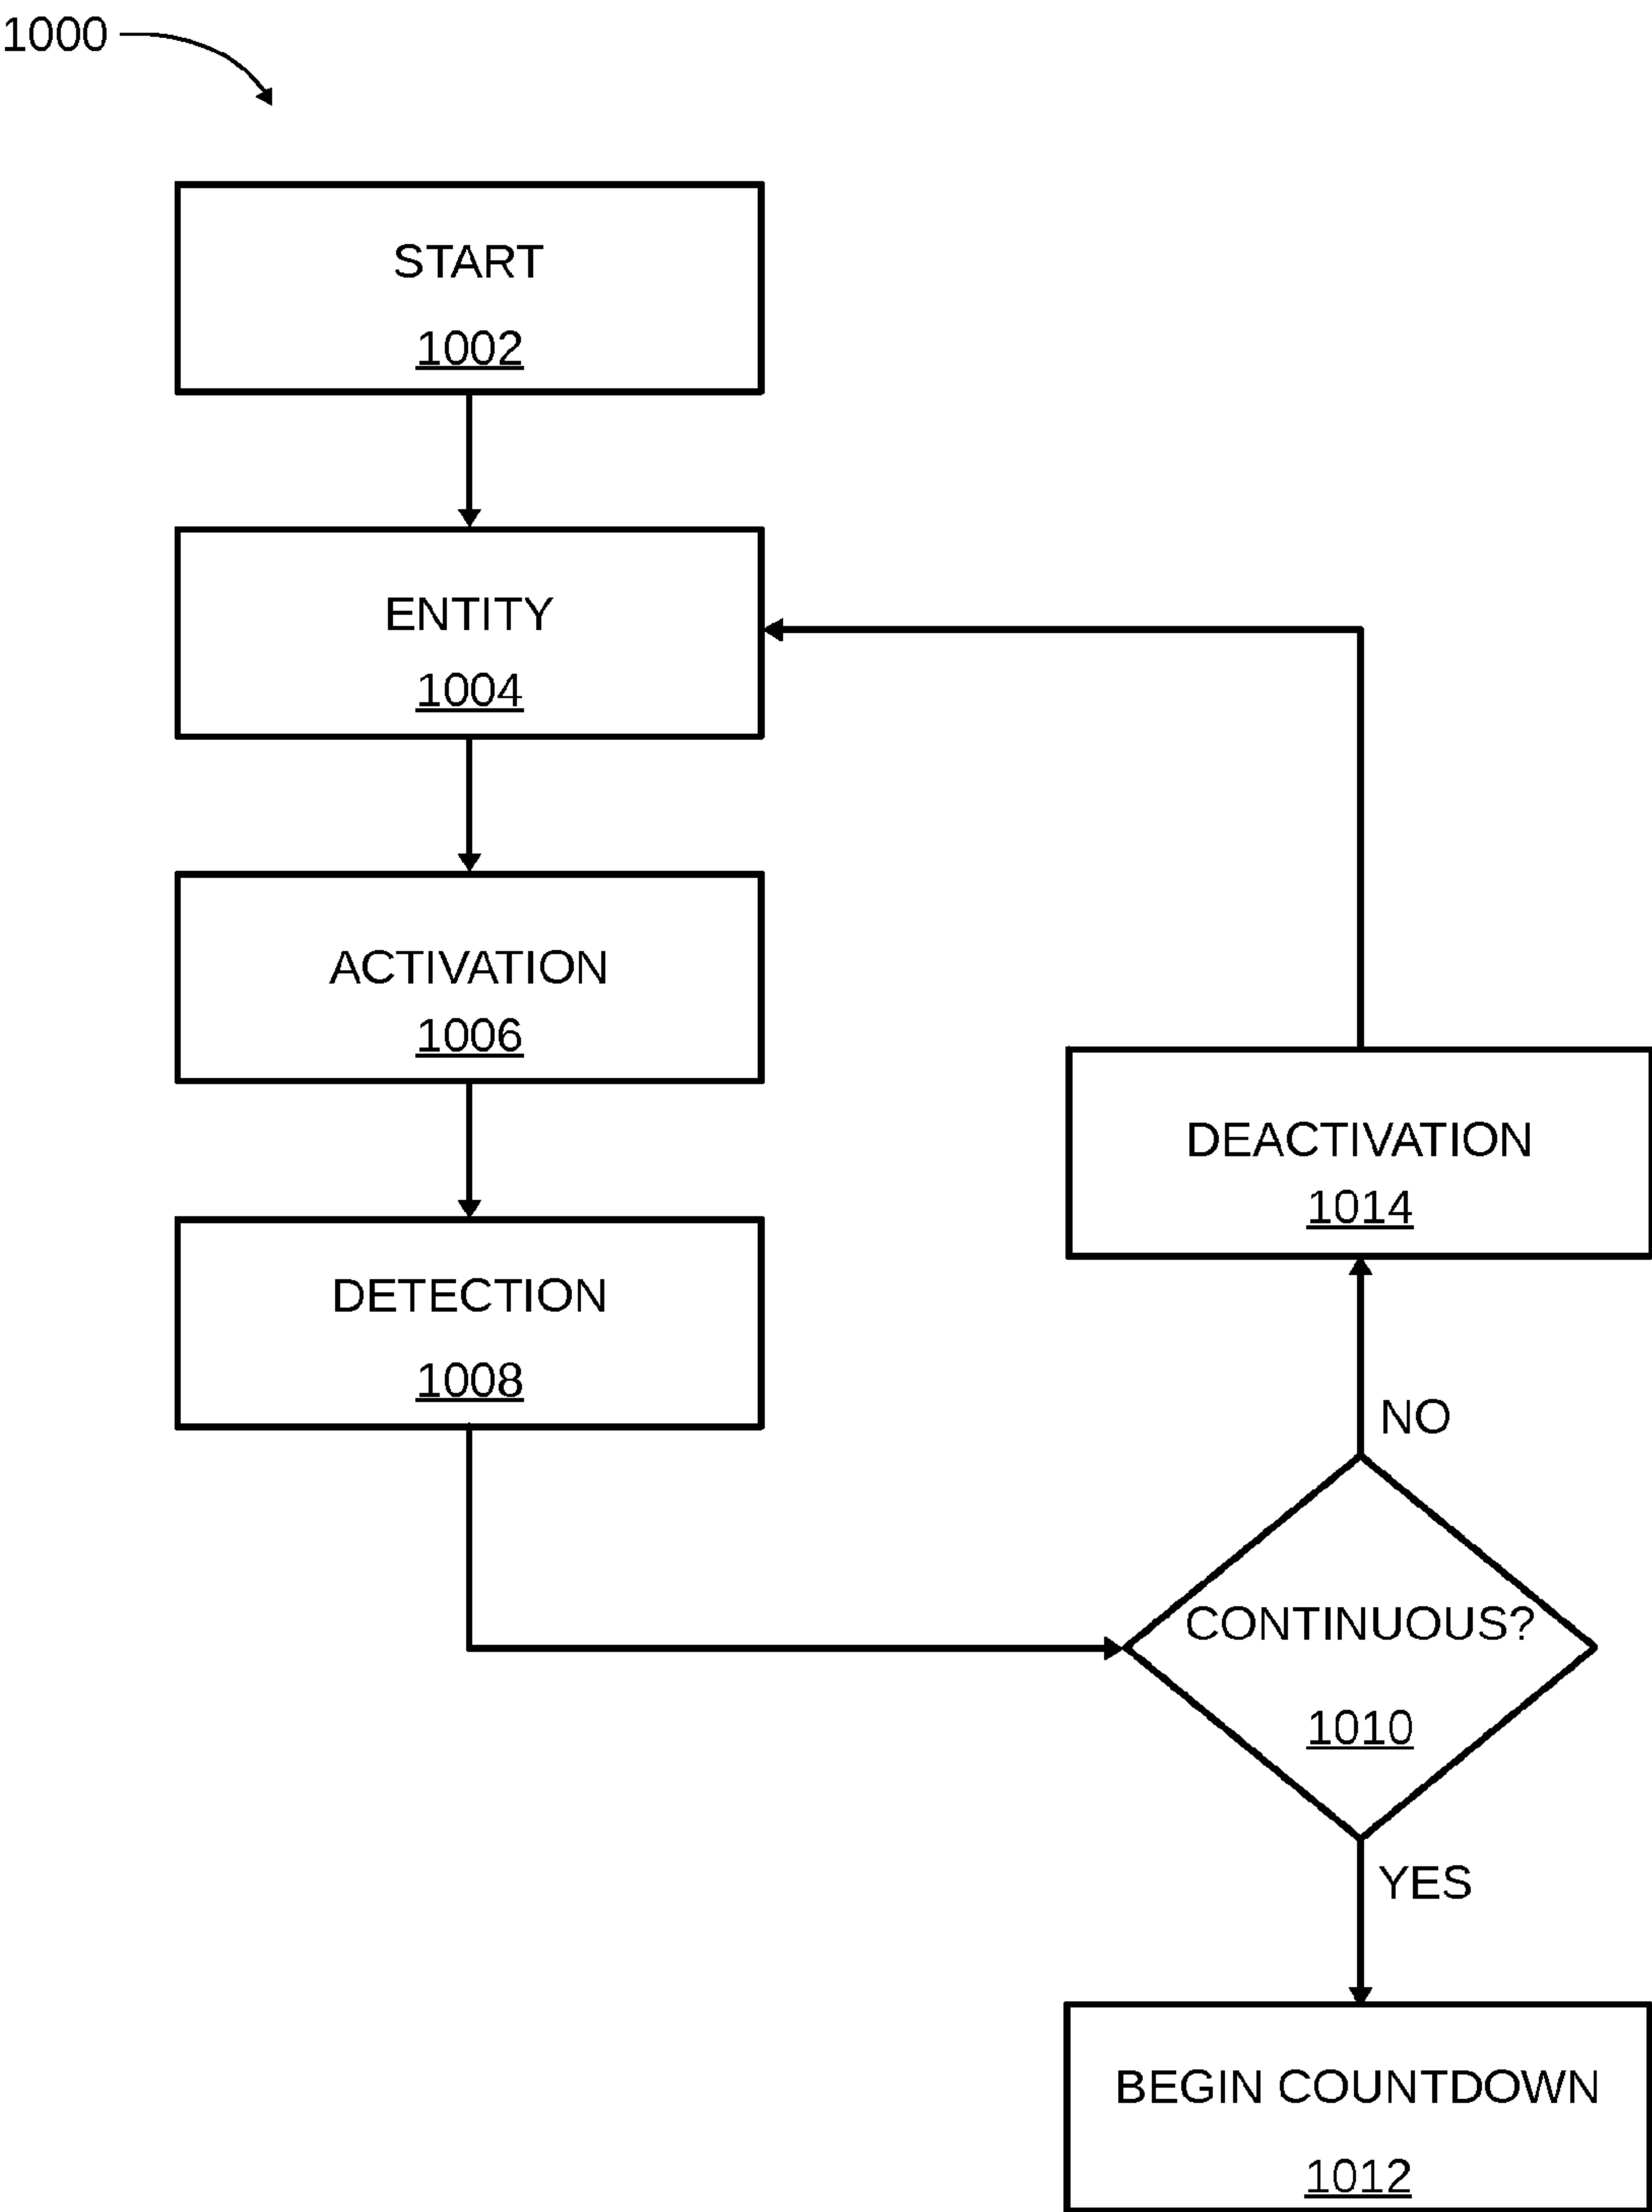 1000
START
1002
ENTITY
1004
ACTIVATION
1006
DETECTION
1008
DEACTIVATION
1014
NO
CONTINUOUS?
1010
YES
BEGIN COUNTDOWN
1012